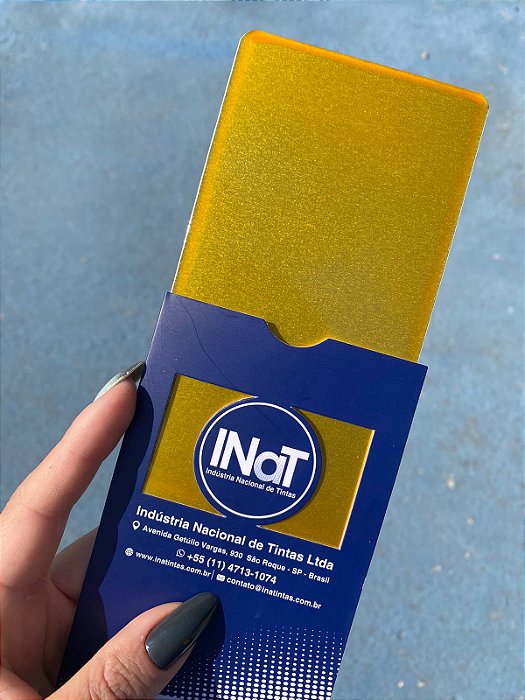 INaT
Indústria Nacional de Tintas
Indústria Nacional de Tintas Ltda
Avenida Getúlio Vargas, 930 São Roque - SP - Brasil
+55 (11) 4713-1074
www.inatintas.com.br | contato@inatintas.com.br